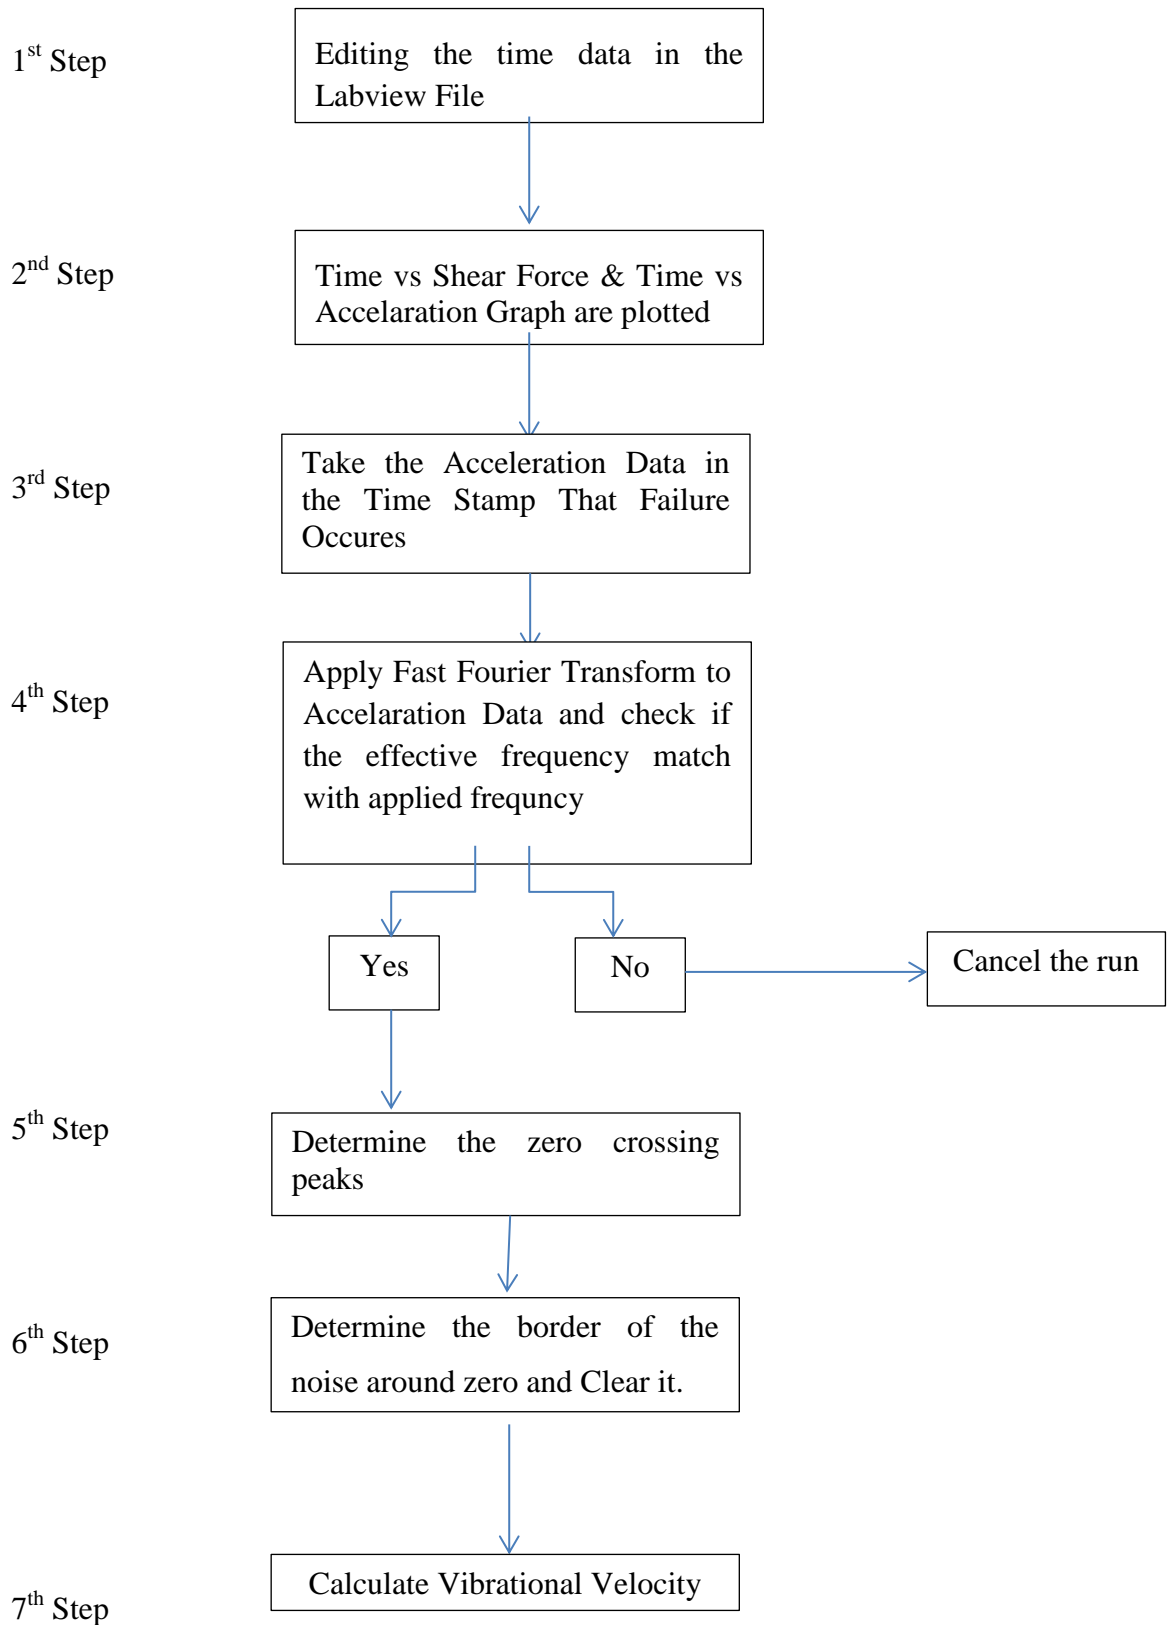 1st Step
Editing the time data in the
Labview File
2nd Step
Time vs Shear Force & Time vs
Accelaration Graph are plotted
3rd Step
Take the Acceleration Data in
the Time Stamp That Failure
Occures
4th Step
Apply Fast Fourier Transform to
Accelaration Data and check if
the effective frequency match
with applied frequncy
Yes
No
Cancel the run
5th Step
Determine the zero crossing
peaks
6th Step
Determine the border of the
noise around zero and Clear it.
7th Step
Calculate Vibrational Velocity